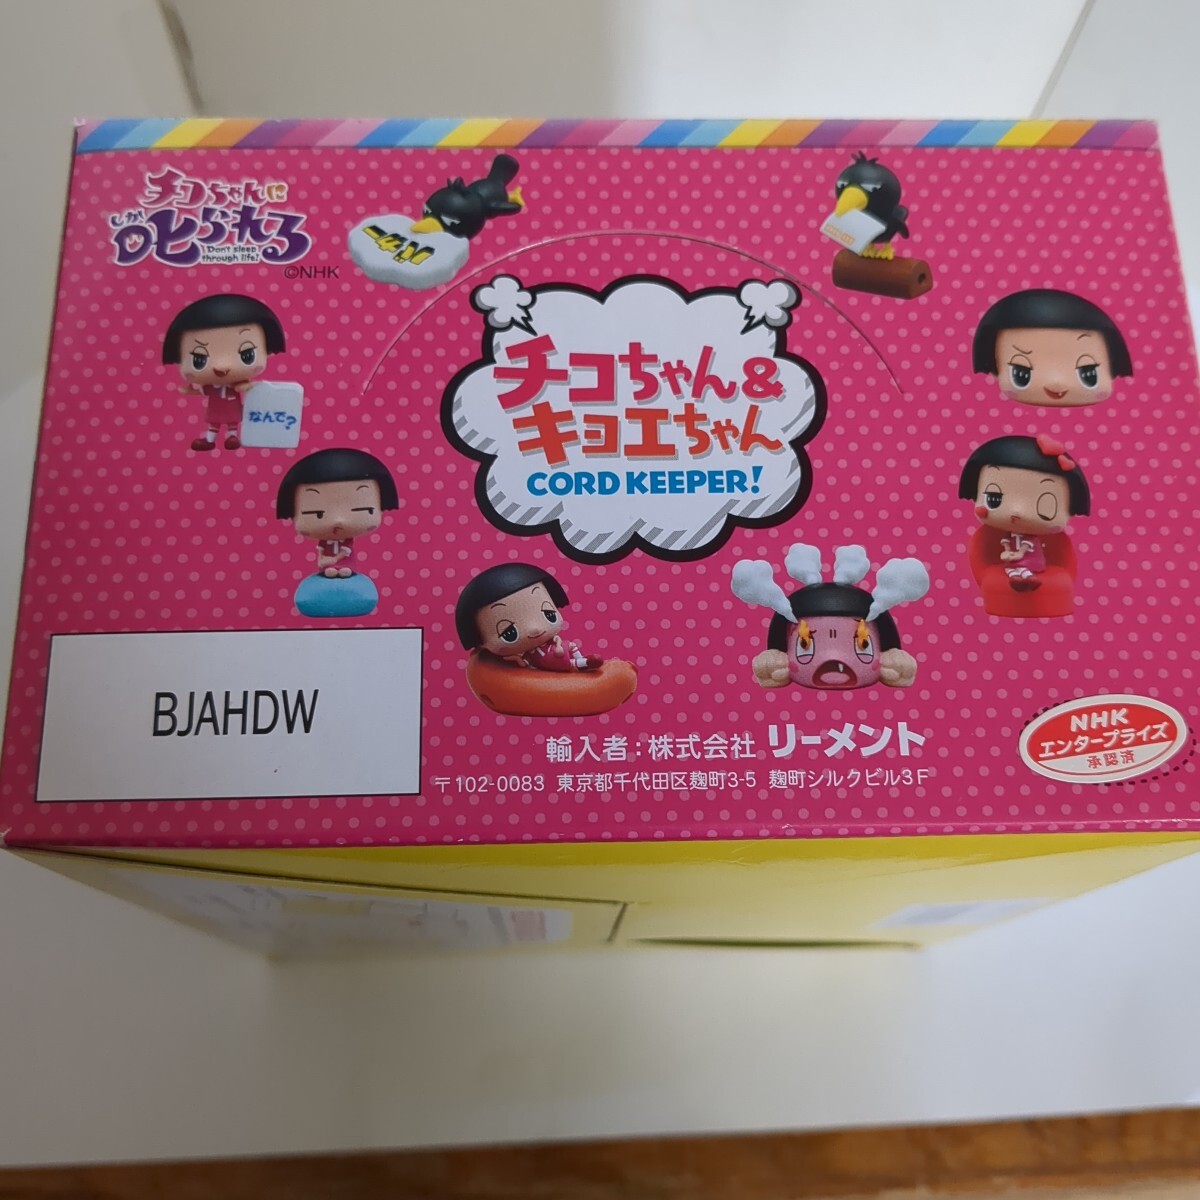 チコちゃんに
しか
叱られる
Don't sleep
through life!
©NHK
なんで?
チコちゃん&
キョエちゃん
CORD KEEPER!
BJAHDW
輸入者:株式会社 リーメント
〒102-0083 東京都千代田区麹町3-5 麹町シルクビル3F
NHK
エンタープライズ
承認済